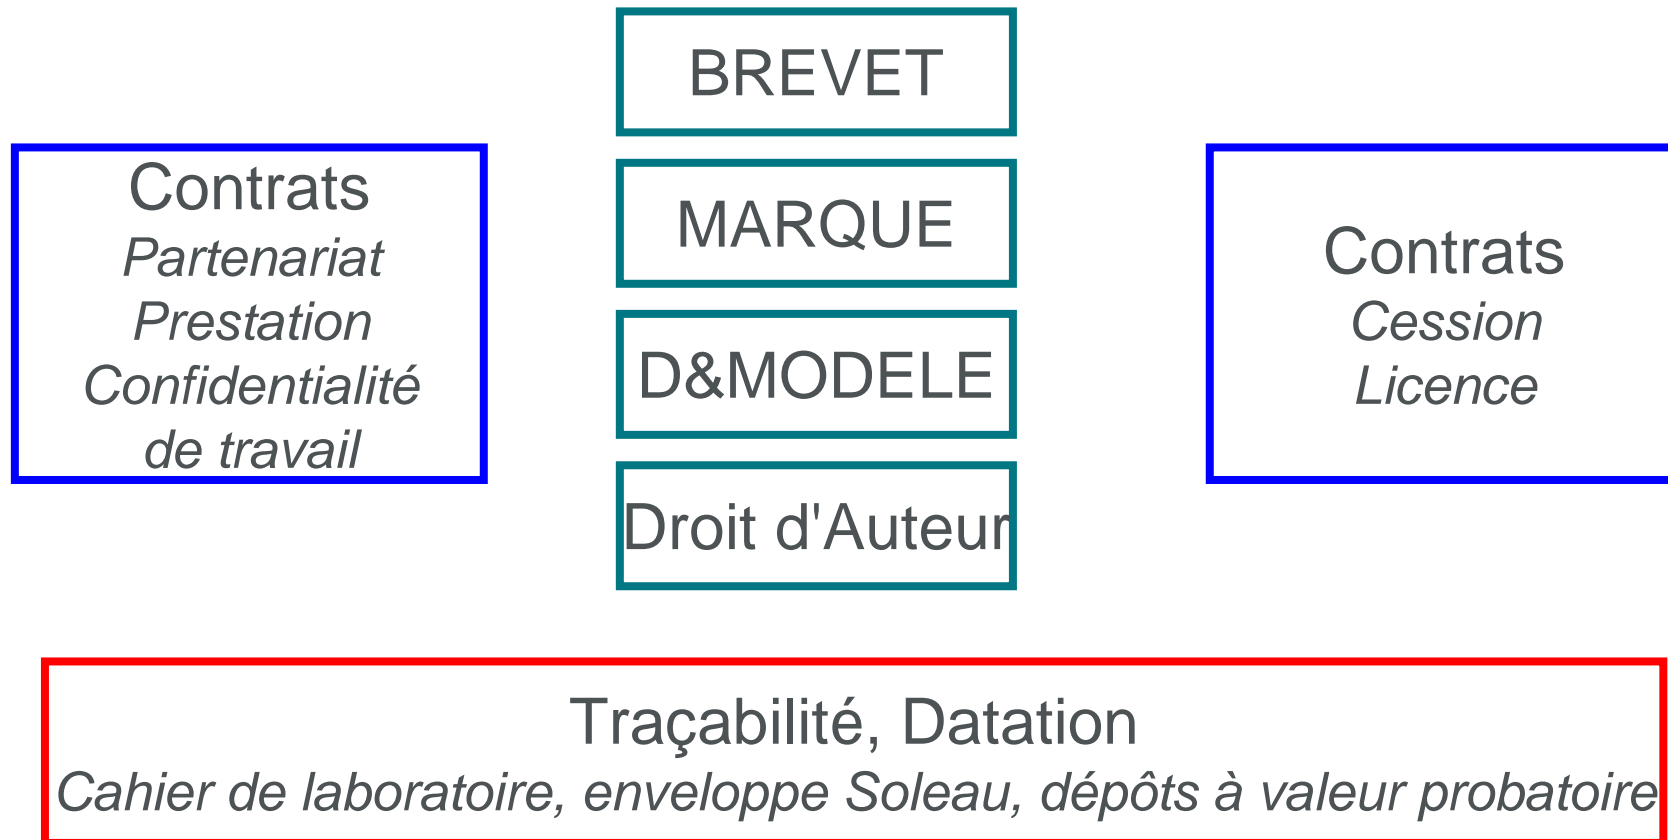 BREVET
MARQUE
D&MODELE
Droit d'Auteur
Contrats
Partenariat
Prestation
Confidentialité
de travail
Contrats
Cession
Licence
Traçabilité, Datation
Cahier de laboratoire, enveloppe Soleau, dépôts à valeur probatoire